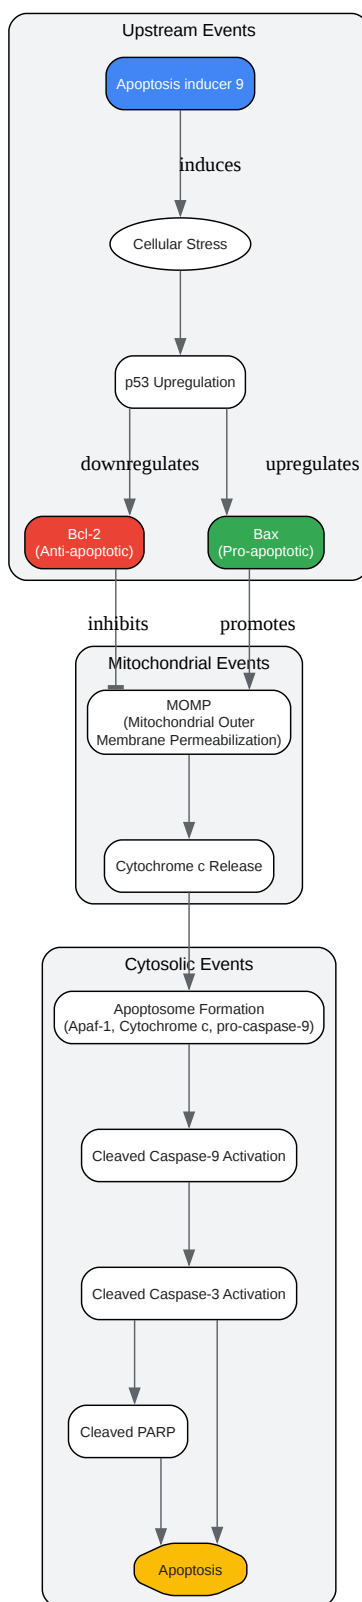 Upstream Events
Apoptosis inducer 9
induces
Cellular Stress
p53 Upregulation
downregulates
upregulates
Bcl-2
(Anti-apoptotic)
Bax
(Pro-apoptotic)
inhibits
promotes
Mitochondrial Events
MOMP
(Mitochondrial Outer
Membrane Permeabilization)
Cytochrome c Release
Cytosolic Events
Apoptosome Formation
(Apaf-1, Cytochrome c, pro-caspase-9)
Cleaved Caspase-9 Activation
Cleaved Caspase-3 Activation
Cleaved PARP
Apoptosis